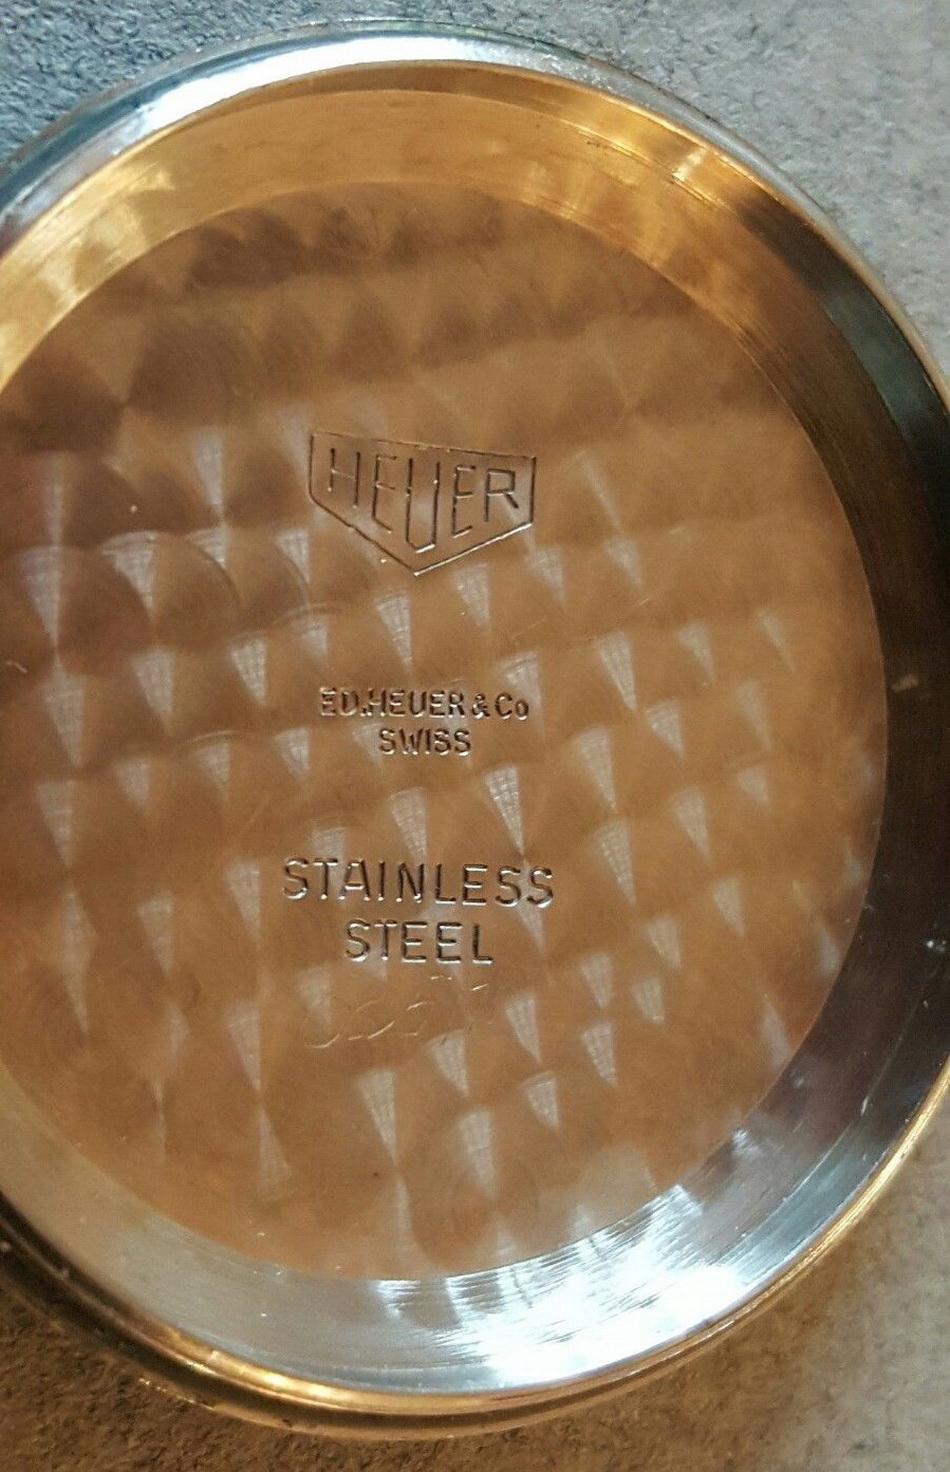 HEUER
ED.HEUER & Co
SWISS
STAINLESS
STEEL